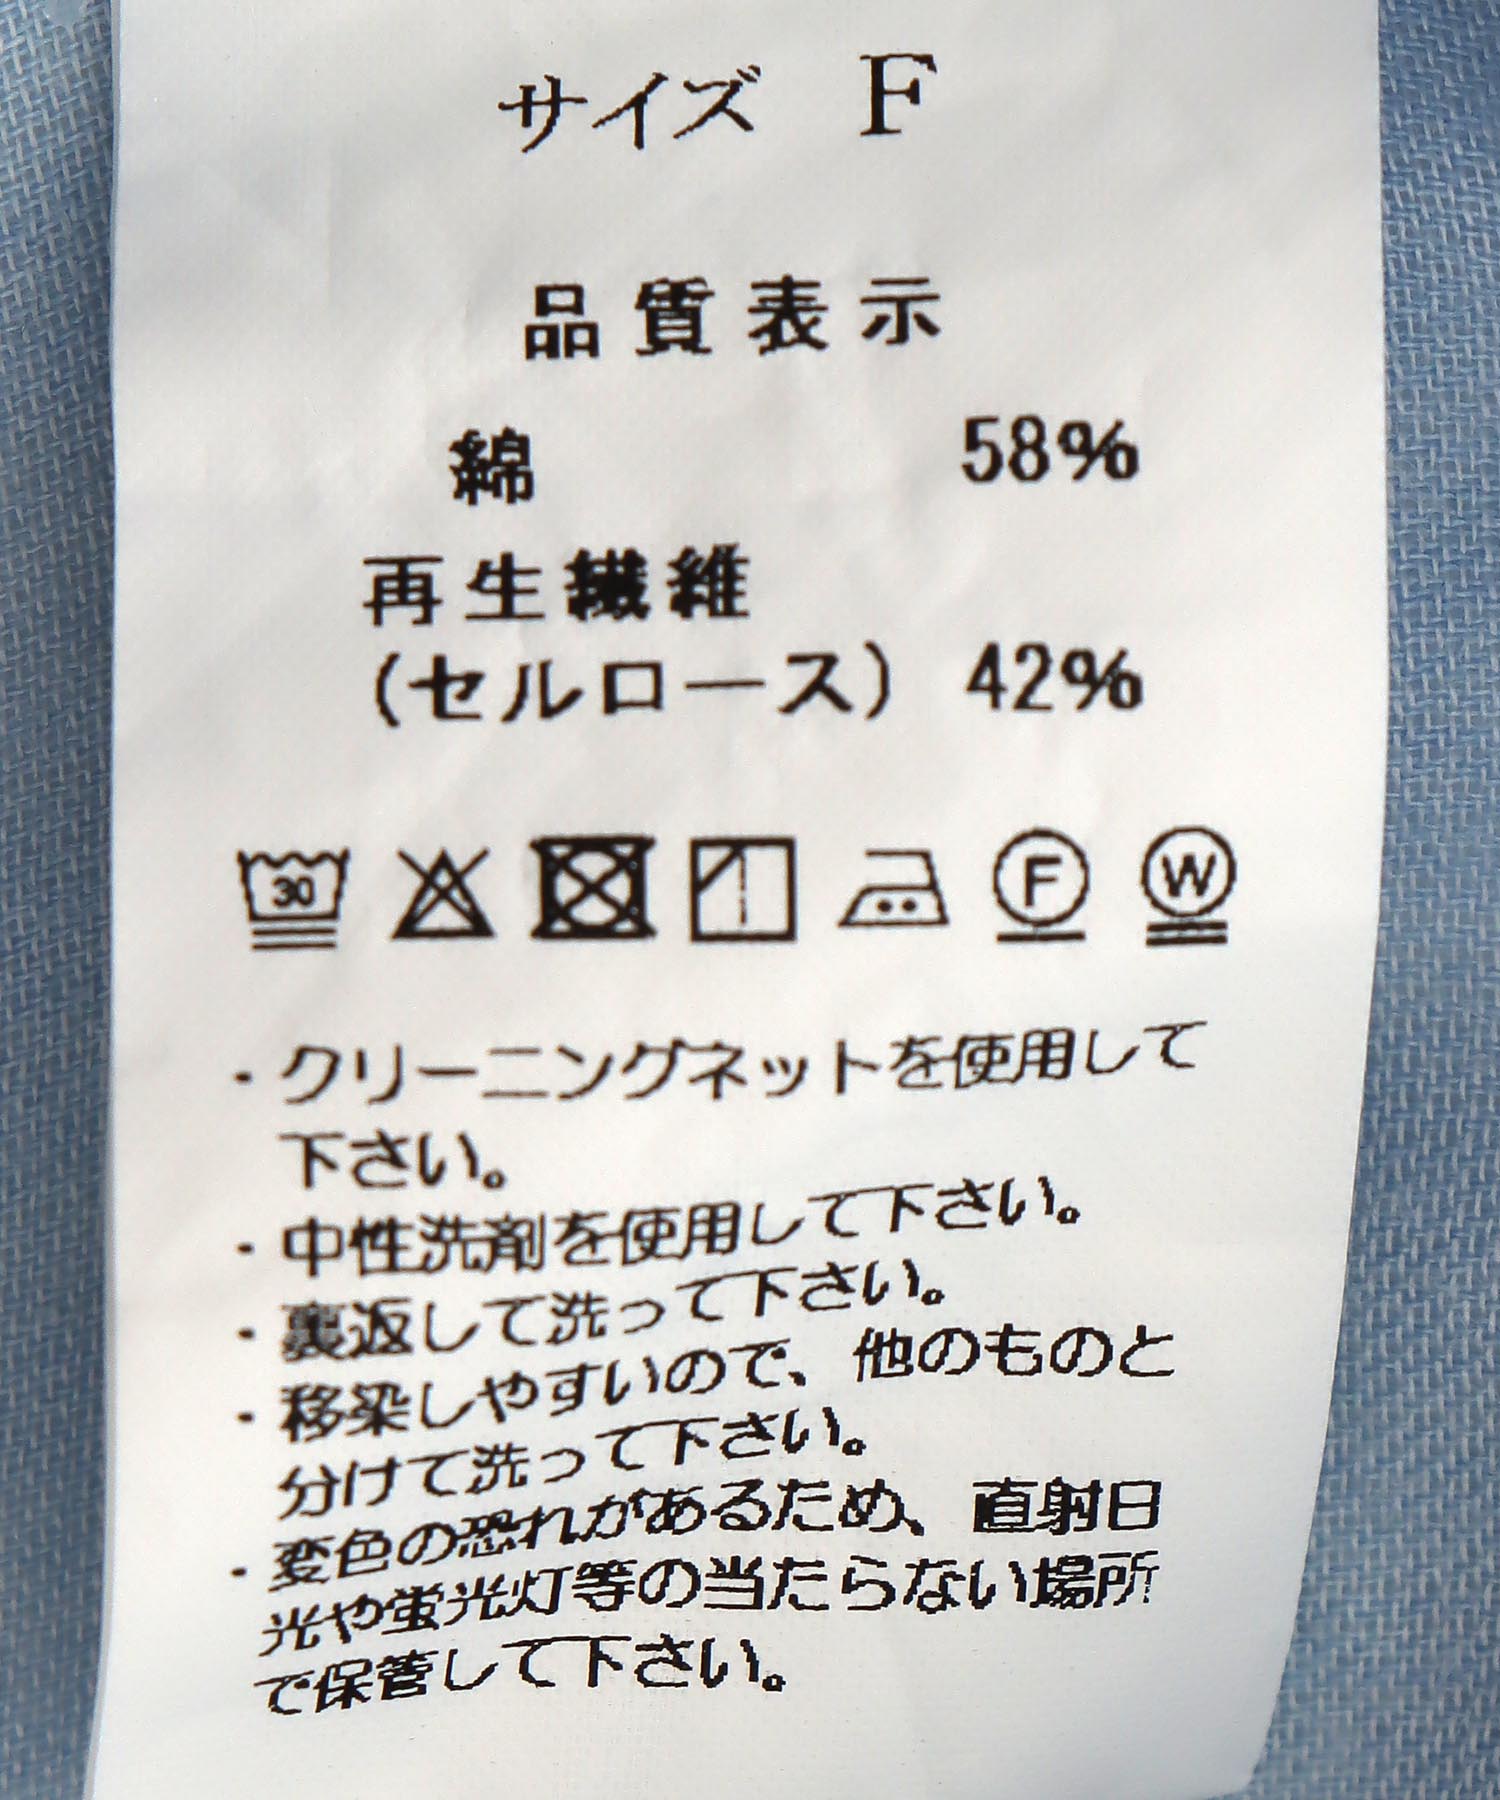 サイズ F
品質表示
綿 58%
再生繊維
(セルロース) 42%
30 F W
・クリーニングネットを使用して
下さい。
・中性洗剤を使用して下さい。
・裏返して洗って下さい。
・移染しやすいので、他のものと
分けて洗って下さい。
・変色の恐れがあるため、直射日
光や蛍光灯等の当たらない場所
で保管して下さい。